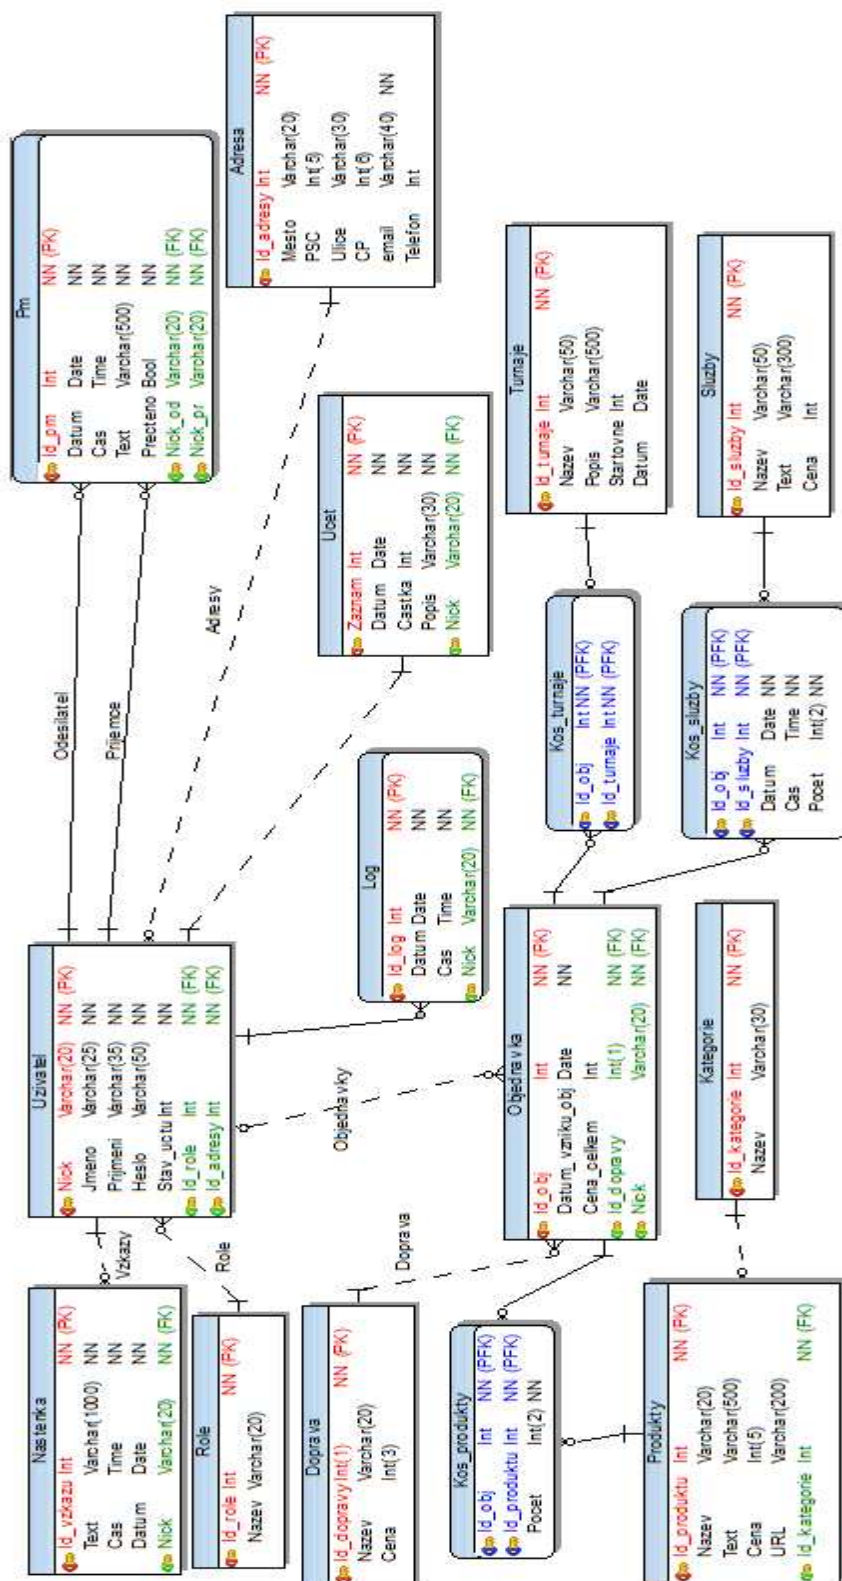 Nastenka
Id_vzkazu Int NN (PK)
Text Varchar(1000) NN
Cas Time NN
Datum Date NN
Nick Varchar(20) NN (FK)
Vzkazy
Role
Id_role Int NN (PK)
Nazev Varchar(20)
Role
Uzivatel
Nick Varchar(20) NN (PK)
Jmeno Varchar(25) NN
Prijmeni Varchar(35) NN
Heslo Varchar(50) NN
Stav_uctu Int NN
Id_role Int NN (FK)
Id_adresy Int NN (FK)
Odesilatel
Prijemce
Pm
Id_pm Int NN (PK)
Datum Date NN
Cas Time NN
Text Varchar(500) NN
Precteno Bool NN
Nick_od Varchar(20) NN (FK)
Nick_pr Varchar(20) NN (FK)
Adresy
Adresa
Id_adresy Int NN (PK)
Mesto Varchar(20)
PSC Int(5)
Ulice Varchar(30)
CP Int(6)
email Varchar(40) NN
Telefon Int
Ucet
Zaznam Int NN (PK)
Datum Date NN
Castka Int NN
Popis Varchar(30) NN
Nick Varchar(20) NN (FK)
Log
Id_log Int NN (PK)
Datum Date NN
Cas Time NN
Nick Varchar(20) NN (FK)
Objednavky
Doprava
Id_dopravy Int(1) NN (PK)
Nazev Varchar(20)
Cena Int(3)
Doprava
Objednavka
Id_obj Int NN (PK)
Datum_vzniku_obj Date NN
Cena_celkem Int
Id_dopravy Int(1) NN (FK)
Nick Varchar(20) NN (FK)
Kos_turnaje
Id_obj Int NN (PFK)
Id_turnaje Int NN (PFK)
Turnaje
Id_turnaje Int NN (PK)
Nazev Varchar(50)
Popis Varchar(500)
Startovne Int
Datum Date
Kos_produkty
Id_obj Int NN (PFK)
Id_produktu Int NN (PFK)
Pocet Int(2) NN
Kos_sluzby
Id_obj Int NN (PFK)
Id_sluzby Int NN (PFK)
Datum Date NN
Cas Time NN
Pocet Int(2) NN
Sluzby
Id_sluzby Int NN (PK)
Nazev Varchar(50)
Text Varchar(300)
Cena Int
Produkty
Id_produktu Int NN (PK)
Nazev Varchar(20)
Text Varchar(500)
Cena Int(5)
URL Varchar(200)
Id_kategorie Int NN (FK)
Kategorie
Id_kategorie Int NN (PK)
Nazev Varchar(30)